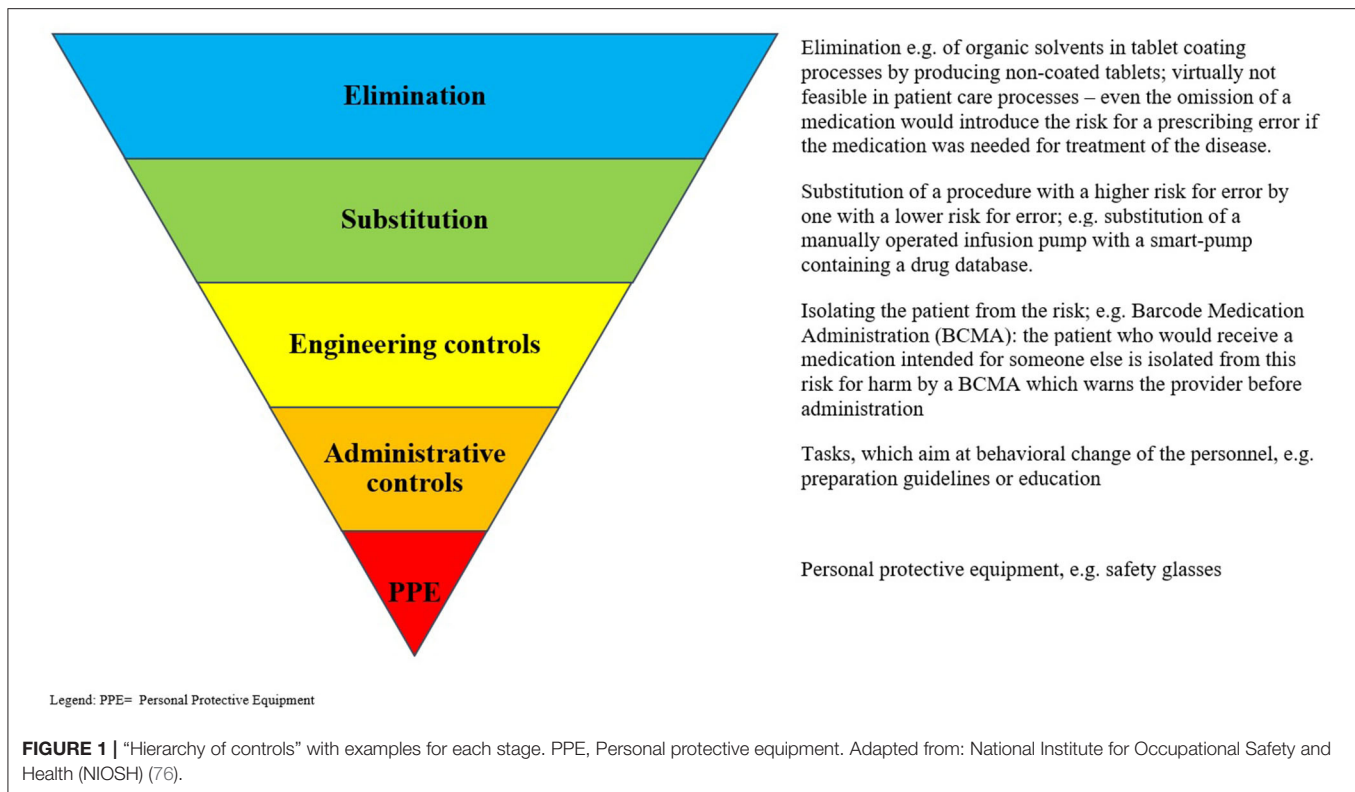 Elimination
Elimination e.g. of organic solvents in tablet coating
processes by producing non-coated tablets; virtually not
feasible in patient care processes – even the omission of a
medication would introduce the risk for a prescribing error if
the medication was needed for treatment of the disease.
Substitution
Substitution of a procedure with a higher risk for error by
one with a lower risk for error; e.g. substitution of a
manually operated infusion pump with a smart-pump
containing a drug database.
Engineering controls
Isolating the patient from the risk; e.g. Barcode Medication
Administration (BCMA): the patient who would receive a
medication intended for someone else is isolated from this
risk for harm by a BCMA which warns the provider before
administration
Administrative
controls
Tasks, which aim at behavioral change of the personnel, e.g.
preparation guidelines or education
PPE
Personal protective equipment, e.g. safety glasses
Legend: PPE= Personal Protective Equipment
FIGURE 1 | "Hierarchy of controls" with examples for each stage. PPE, Personal protective equipment. Adapted from: National Institute for Occupational Safety and
Health (NIOSH) (76).